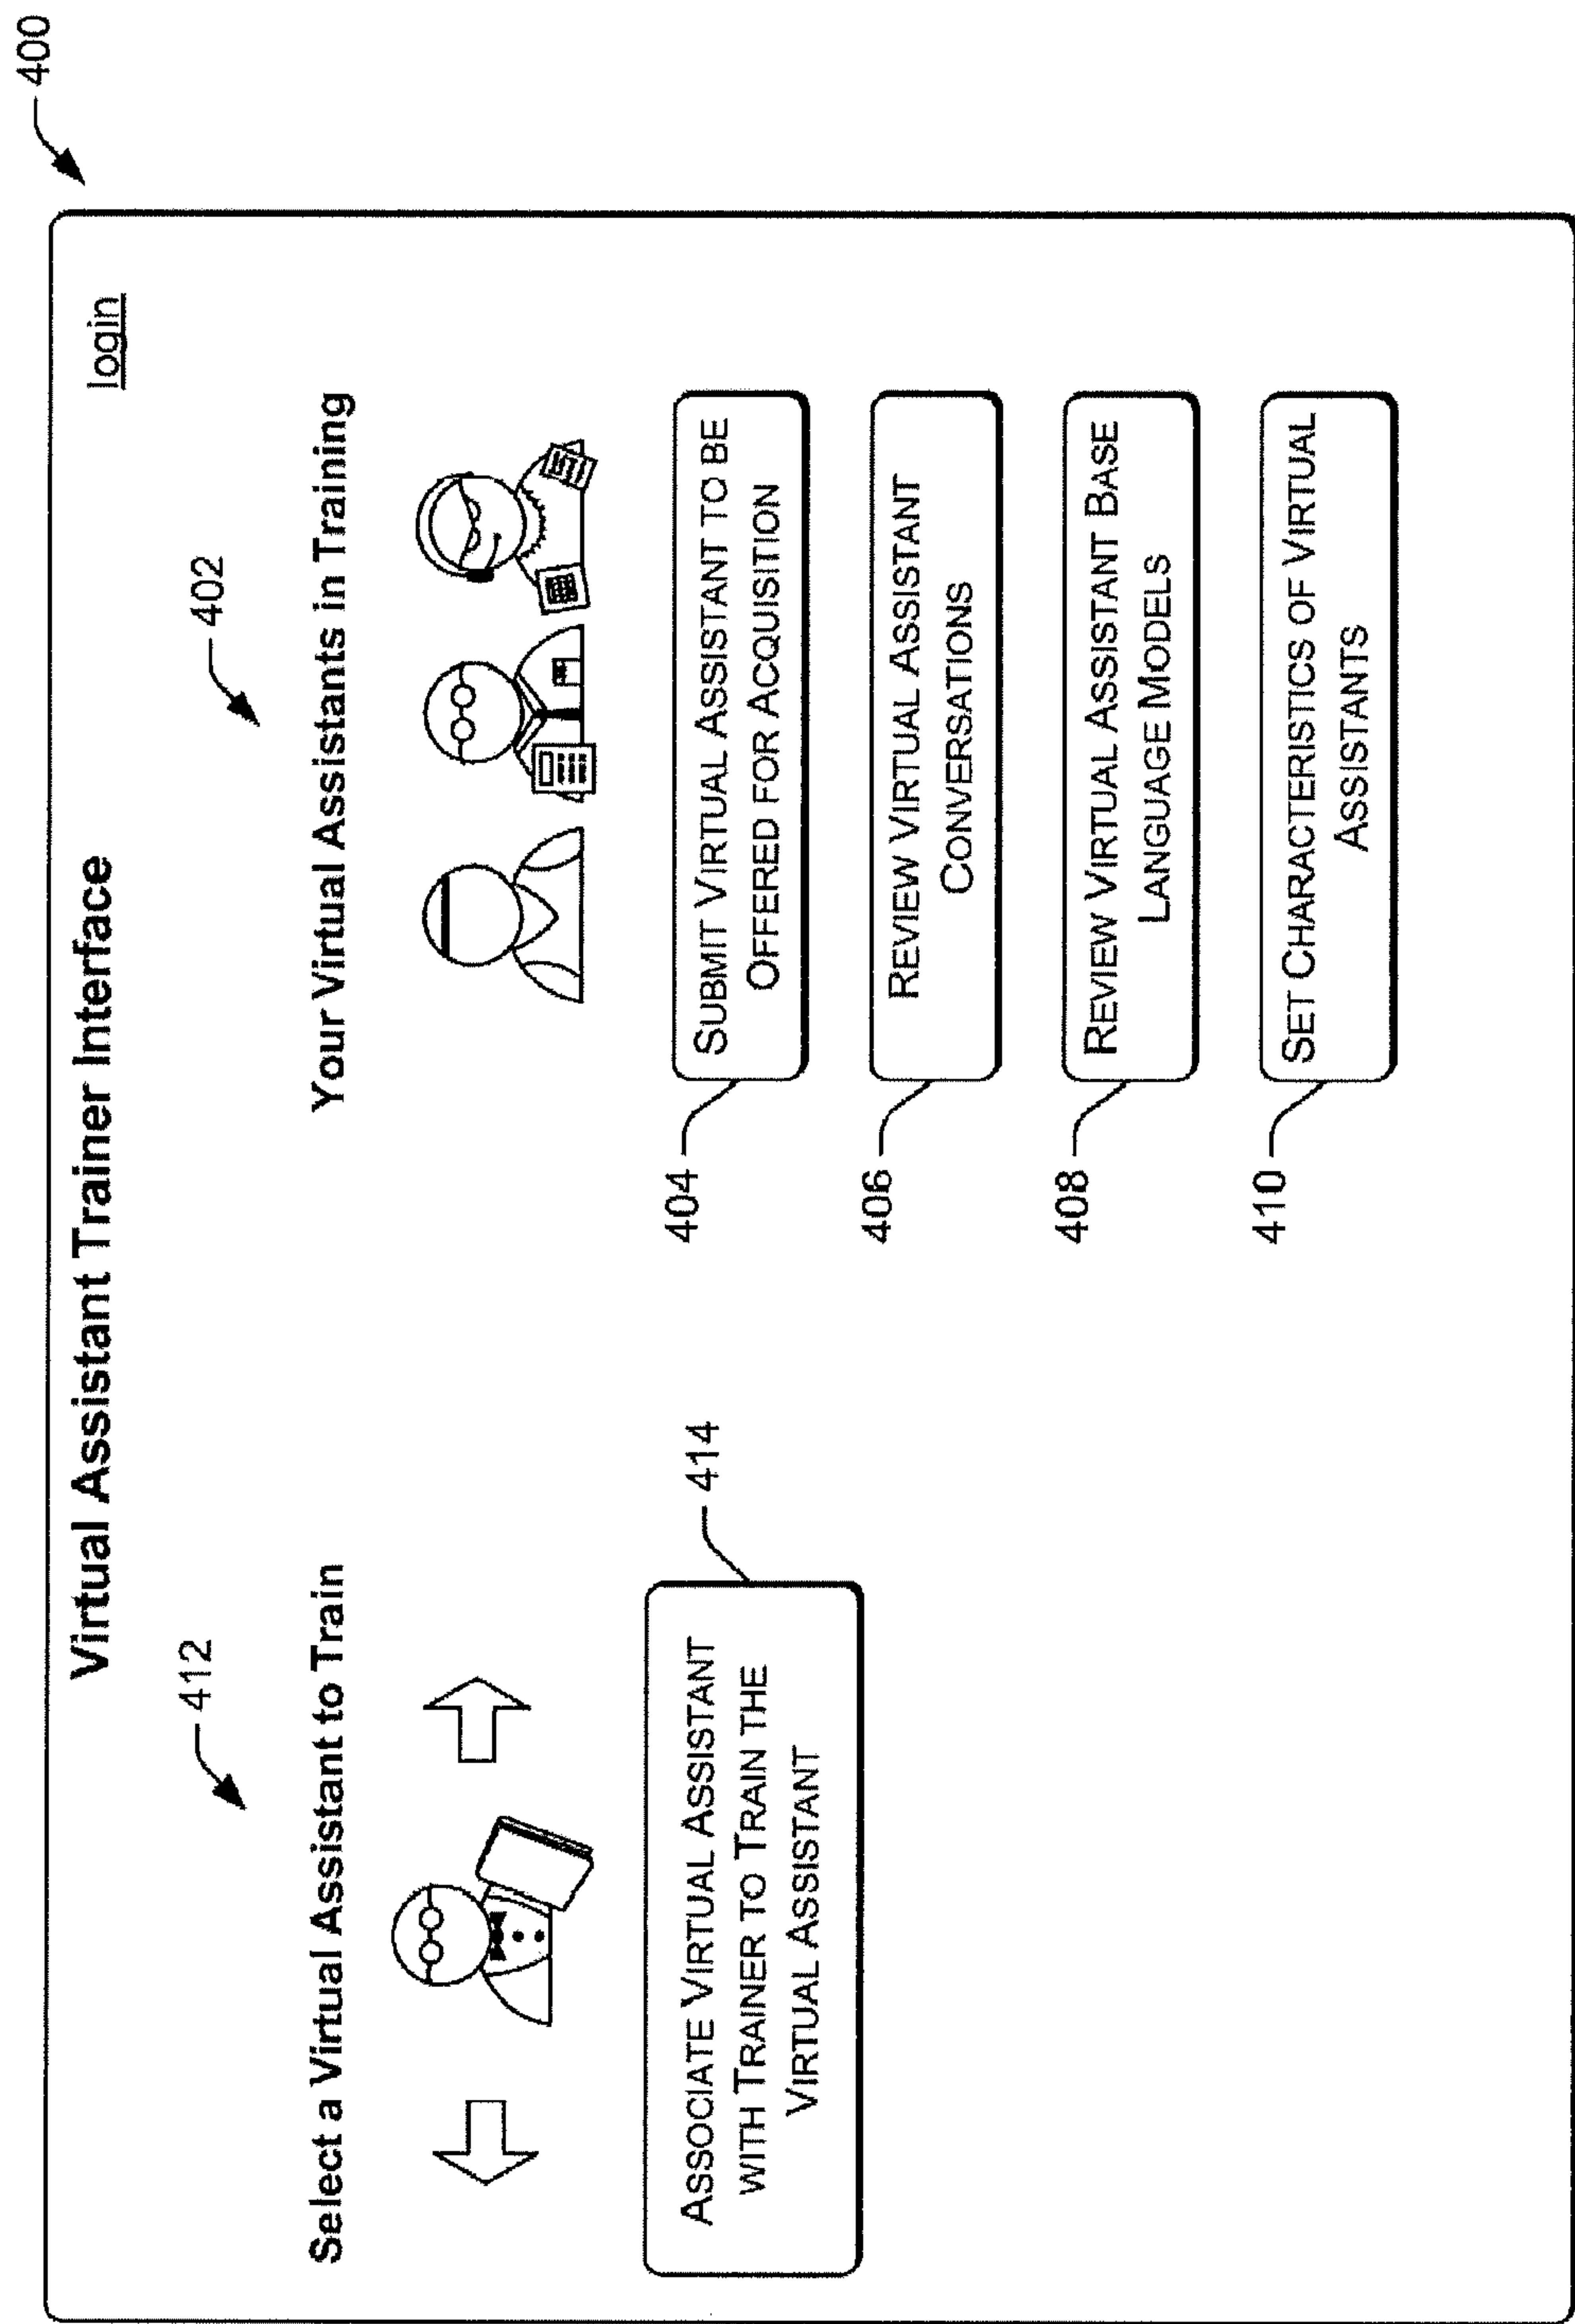 400
Virtual Assistant Trainer Interface
login
412
Select a Virtual Assistant to Train
ASSOCIATE VIRTUAL ASSISTANT
WITH TRAINER TO TRAIN THE
VIRTUAL ASSISTANT
414
402
Your Virtual Assistants in Training
404
SUBMIT VIRTUAL ASSISTANT TO BE
OFFERED FOR ACQUISITION
406
REVIEW VIRTUAL ASSISTANT
CONVERSATIONS
408
REVIEW VIRTUAL ASSISTANT BASE
LANGUAGE MODELS
410
SET CHARACTERISTICS OF VIRTUAL
ASSISTANTS